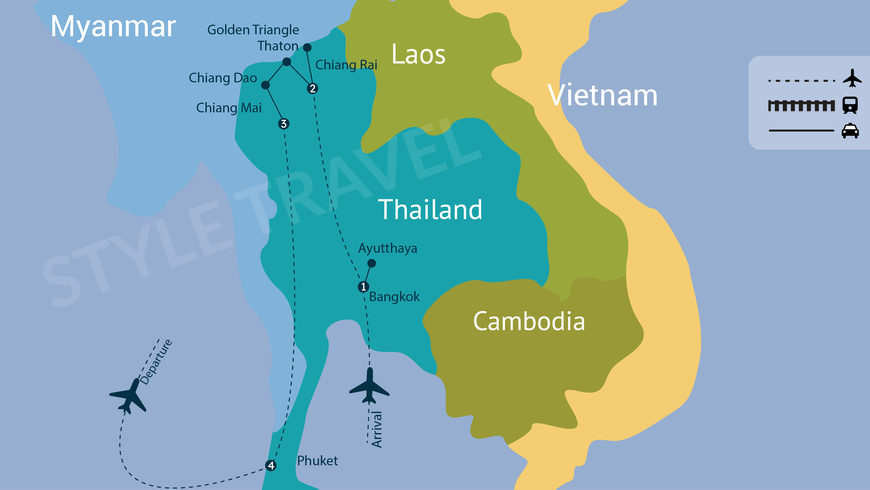 Myanmar
Golden Triangle
Thaton
Laos
Chiang Rai
Chiang Dao
2
Vietnam
Chiang Mai
3
STYLE TRAVEL
Thailand
Ayutthaya
1
Bangkok
Cambodia
Departure
Arrival
4
Phuket